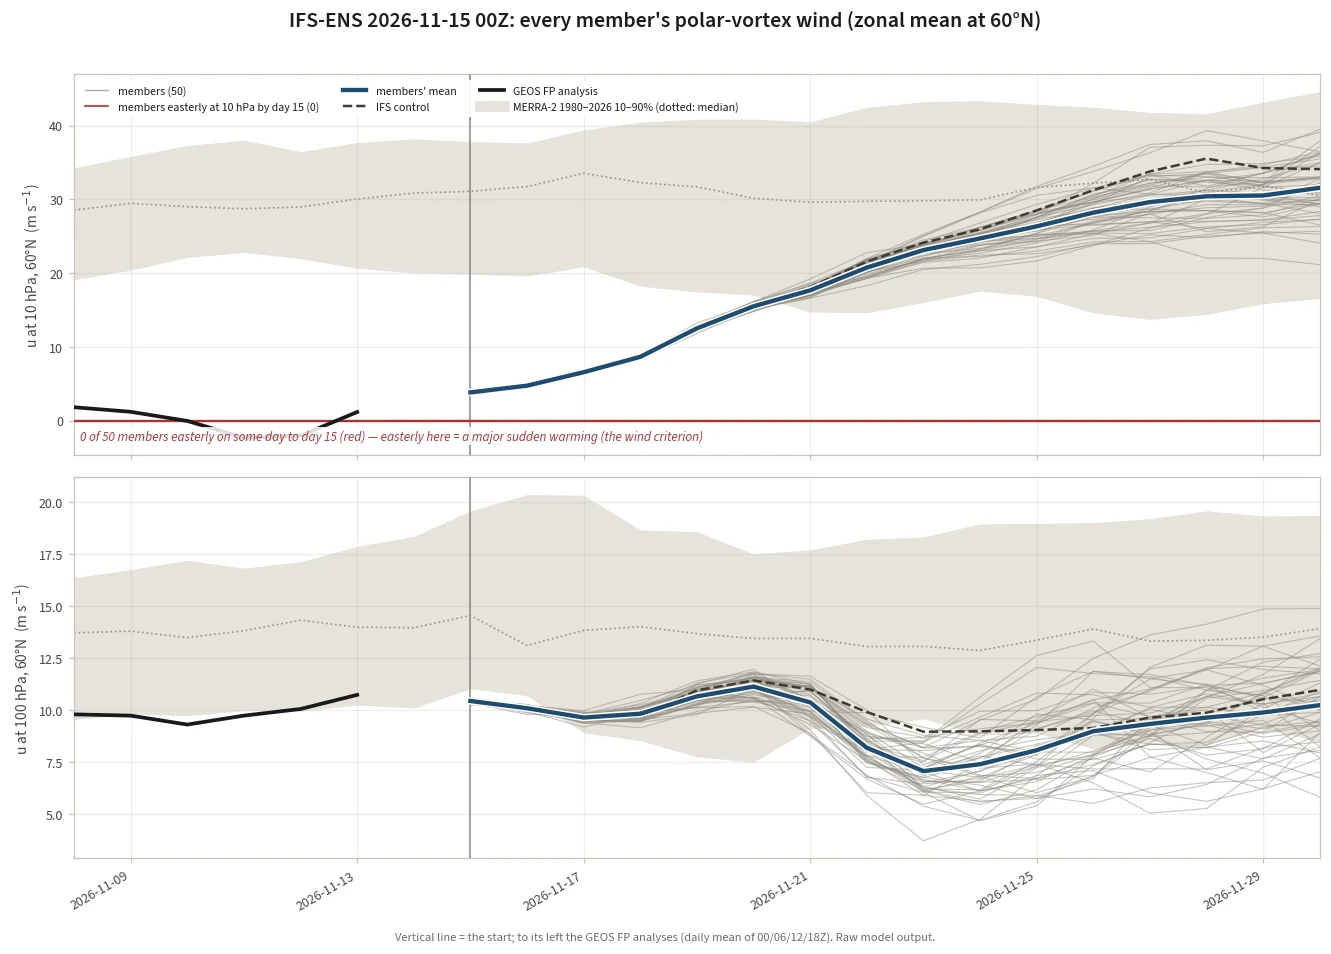 IFS-ENS 2026-11-15 00Z: every member's polar-vortex wind (zonal mean at 60°N)
members (50)
members easterly at 10 hPa by day 15 (0)
members' mean
IFS control
GEOS FP analysis
MERRA-2 1980–2026 10–90% (dotted: median)
u at 10 hPa, 60°N (m s⁻¹)
40
30
20
10
0
0 of 50 members easterly on some day to day 15 (red) — easterly here = a major sudden warming (the wind criterion)
u at 100 hPa, 60°N (m s⁻¹)
20.0
17.5
15.0
12.5
10.0
7.5
5.0
2026-11-09
2026-11-13
2026-11-17
2026-11-21
2026-11-25
2026-11-29
Vertical line = the start; to its left the GEOS FP analyses (daily mean of 00/06/12/18Z). Raw model output.